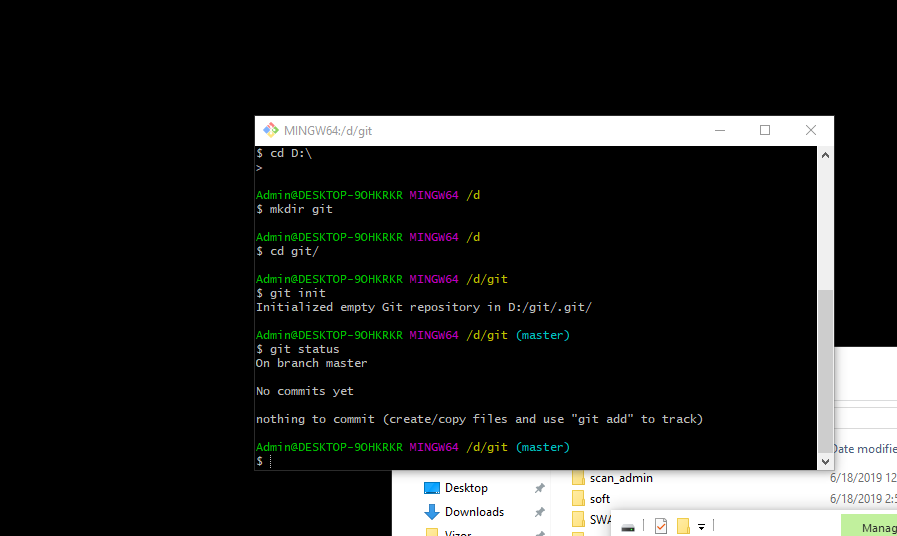 MINGW64:/d/git
$ cd D:\
>
Admin@DESKTOP-9OHKRKR MINGW64 /d
$ mkdir git
Admin@DESKTOP-9OHKRKR MINGW64 /d
$ cd git/
Admin@DESKTOP-9OHKRKR MINGW64 /d/git
$ git init
Initialized empty Git repository in D:/git/.git/
Admin@DESKTOP-9OHKRKR MINGW64 /d/git (master)
$ git status
On branch master
No commits yet
nothing to commit (create/copy files and use "git add" to track)
Admin@DESKTOP-9OHKRKR MINGW64 /d/git (master)
$
Date modifie
scan_admin 6/18/2019 12
Desktop
soft 6/18/2019 2:5
Downloads
SWA
Manag